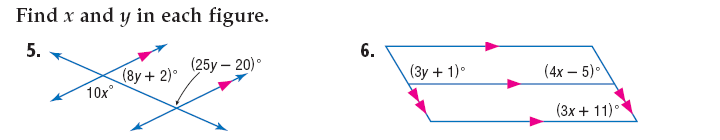 Find x and y in each figure.
5.
(8y + 2)°
(25y – 20)°
10x°
6.
(3y + 1)°
(4x – 5)°
(3x + 11)°